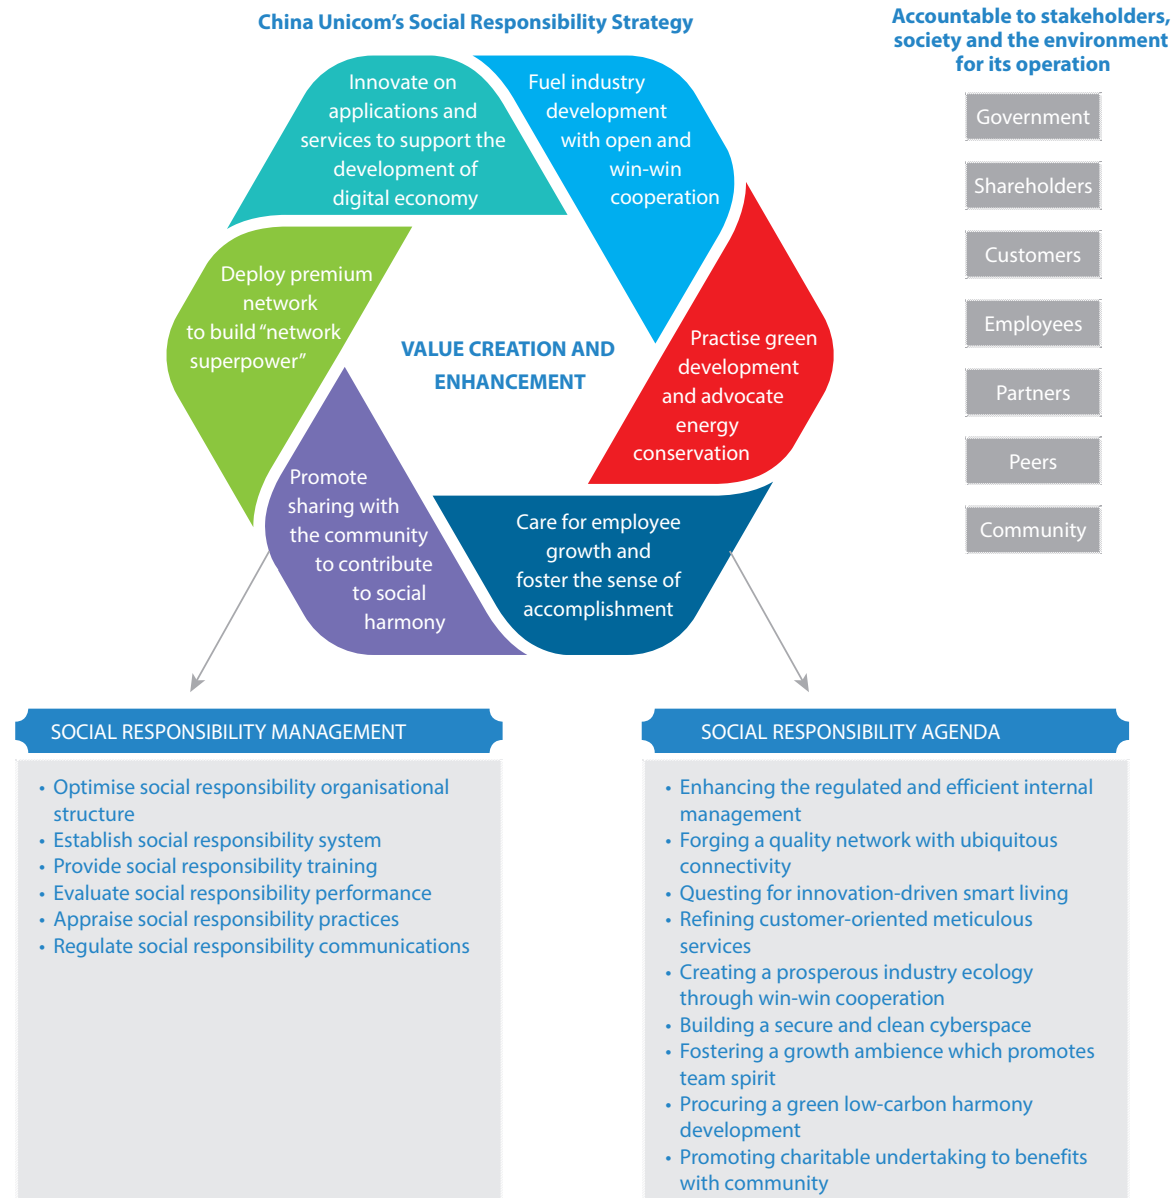 China Unicom’s Social Responsibility Strategy
Innovate on
applications and
services to support the
development of
digital economy
Fuel industry
development
with open and
win-win
cooperation
Deploy premium
network
to build “network
superpower”
VALUE CREATION AND
ENHANCEMENT
Practise green
development
and advocate
energy
conservation
Promote
sharing with
the community
to contribute
to social
harmony
Care for employee
growth and
foster the sense of
accomplishment
Accountable to stakeholders,
society and the environment
for its operation
Government
Shareholders
Customers
Employees
Partners
Peers
Community
SOCIAL RESPONSIBILITY MANAGEMENT
• Optimise social responsibility organisational
structure
• Establish social responsibility system
• Provide social responsibility training
• Evaluate social responsibility performance
• Appraise social responsibility practices
• Regulate social responsibility communications
SOCIAL RESPONSIBILITY AGENDA
• Enhancing the regulated and efficient internal
management
• Forging a quality network with ubiquitous
connectivity
• Questing for innovation-driven smart living
• Refining customer-oriented meticulous
services
• Creating a prosperous industry ecology
through win-win cooperation
• Building a secure and clean cyberspace
• Fostering a growth ambience which promotes
team spirit
• Procuring a green low-carbon harmony
development
• Promoting charitable undertaking to benefits
with community